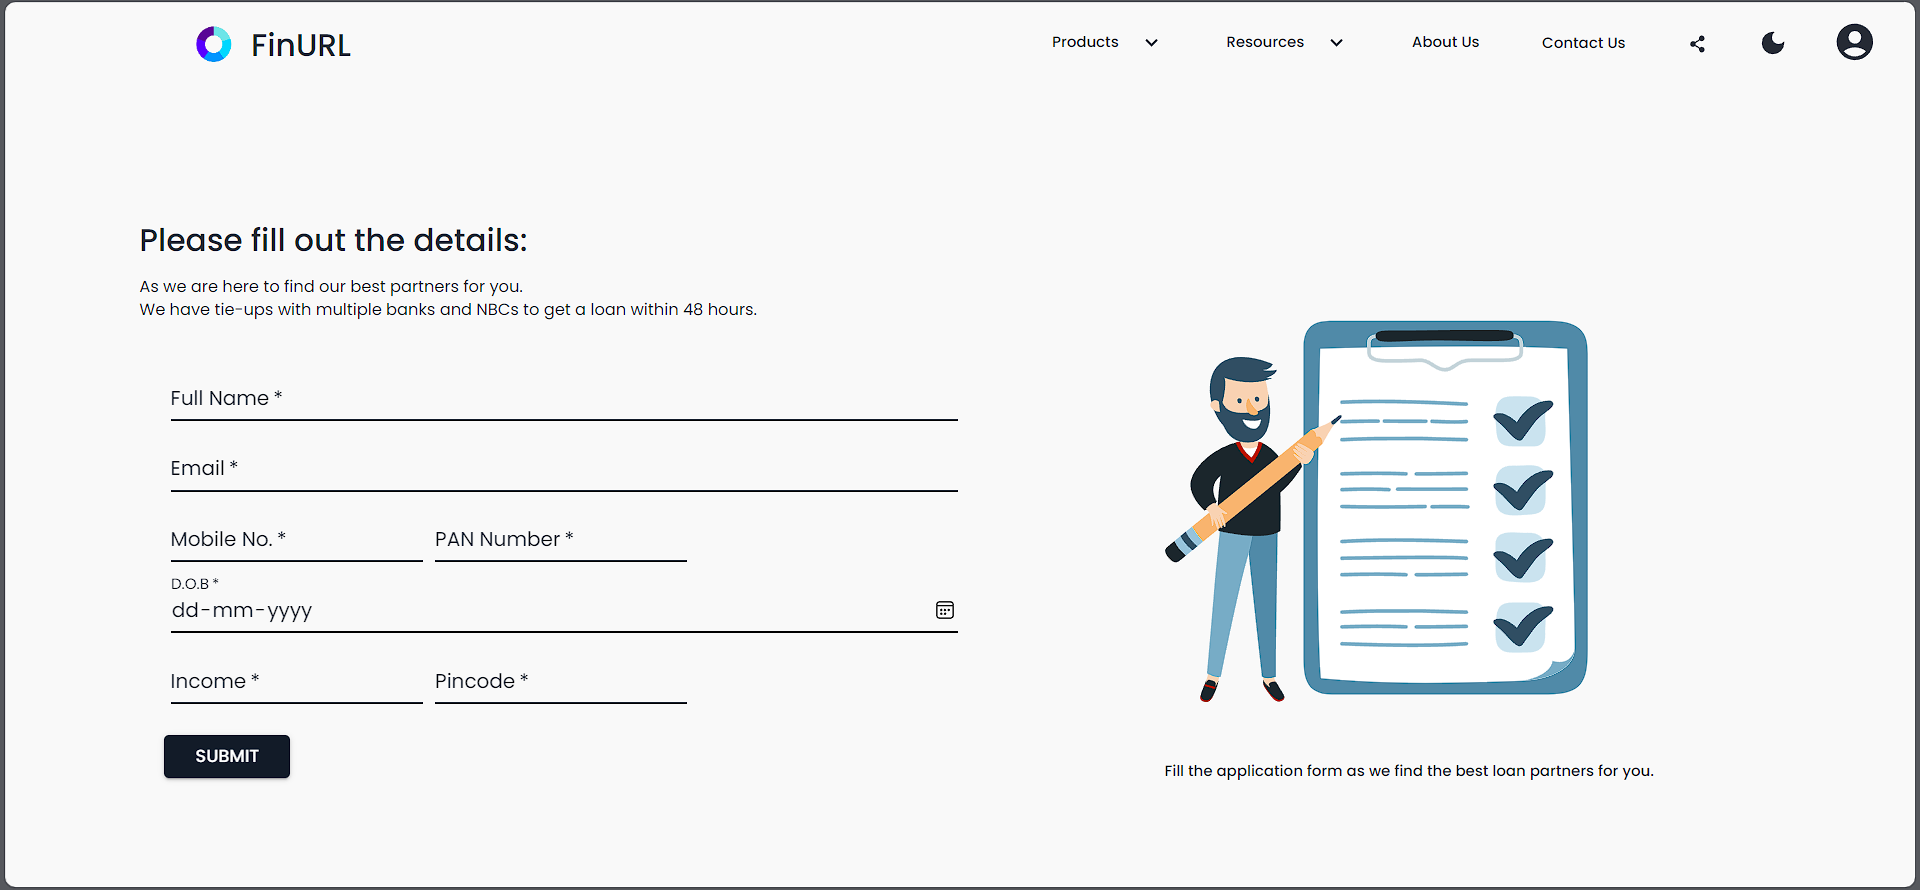 FinURL
Products
Resources
About Us
Contact Us
Please fill out the details:
As we are here to find our best partners for you.
We have tie-ups with multiple banks and NBCs to get a loan within 48 hours.
Full Name *
Email *
Mobile No. *
PAN Number *
D.O.B *
dd-mm-yyyy
Income *
Pincode *
SUBMIT
Fill the application form as we find the best loan partners for you.